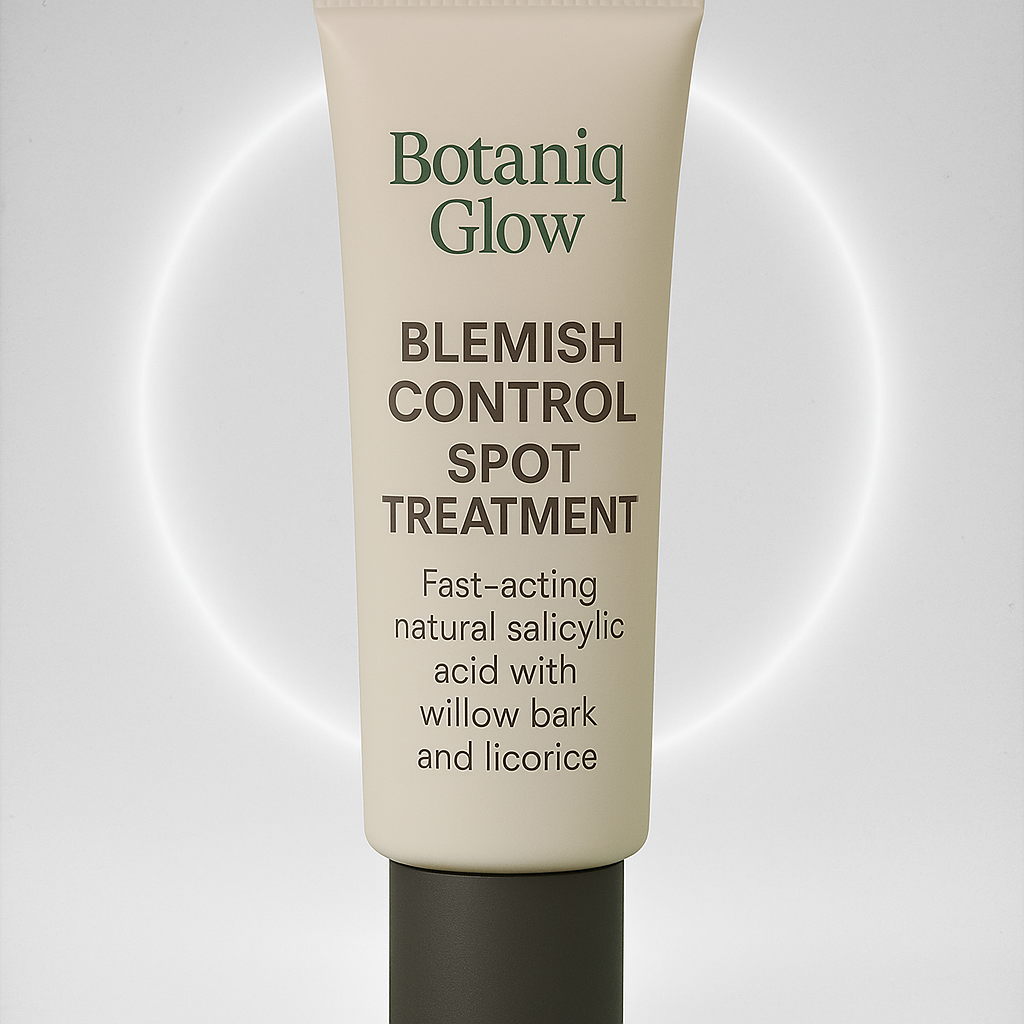 Botaniq
Glow
BLEMISH
CONTROL
SPOT
TREATMENT
Fast-acting
natural salicylic
acid with
willow bark
and licorice